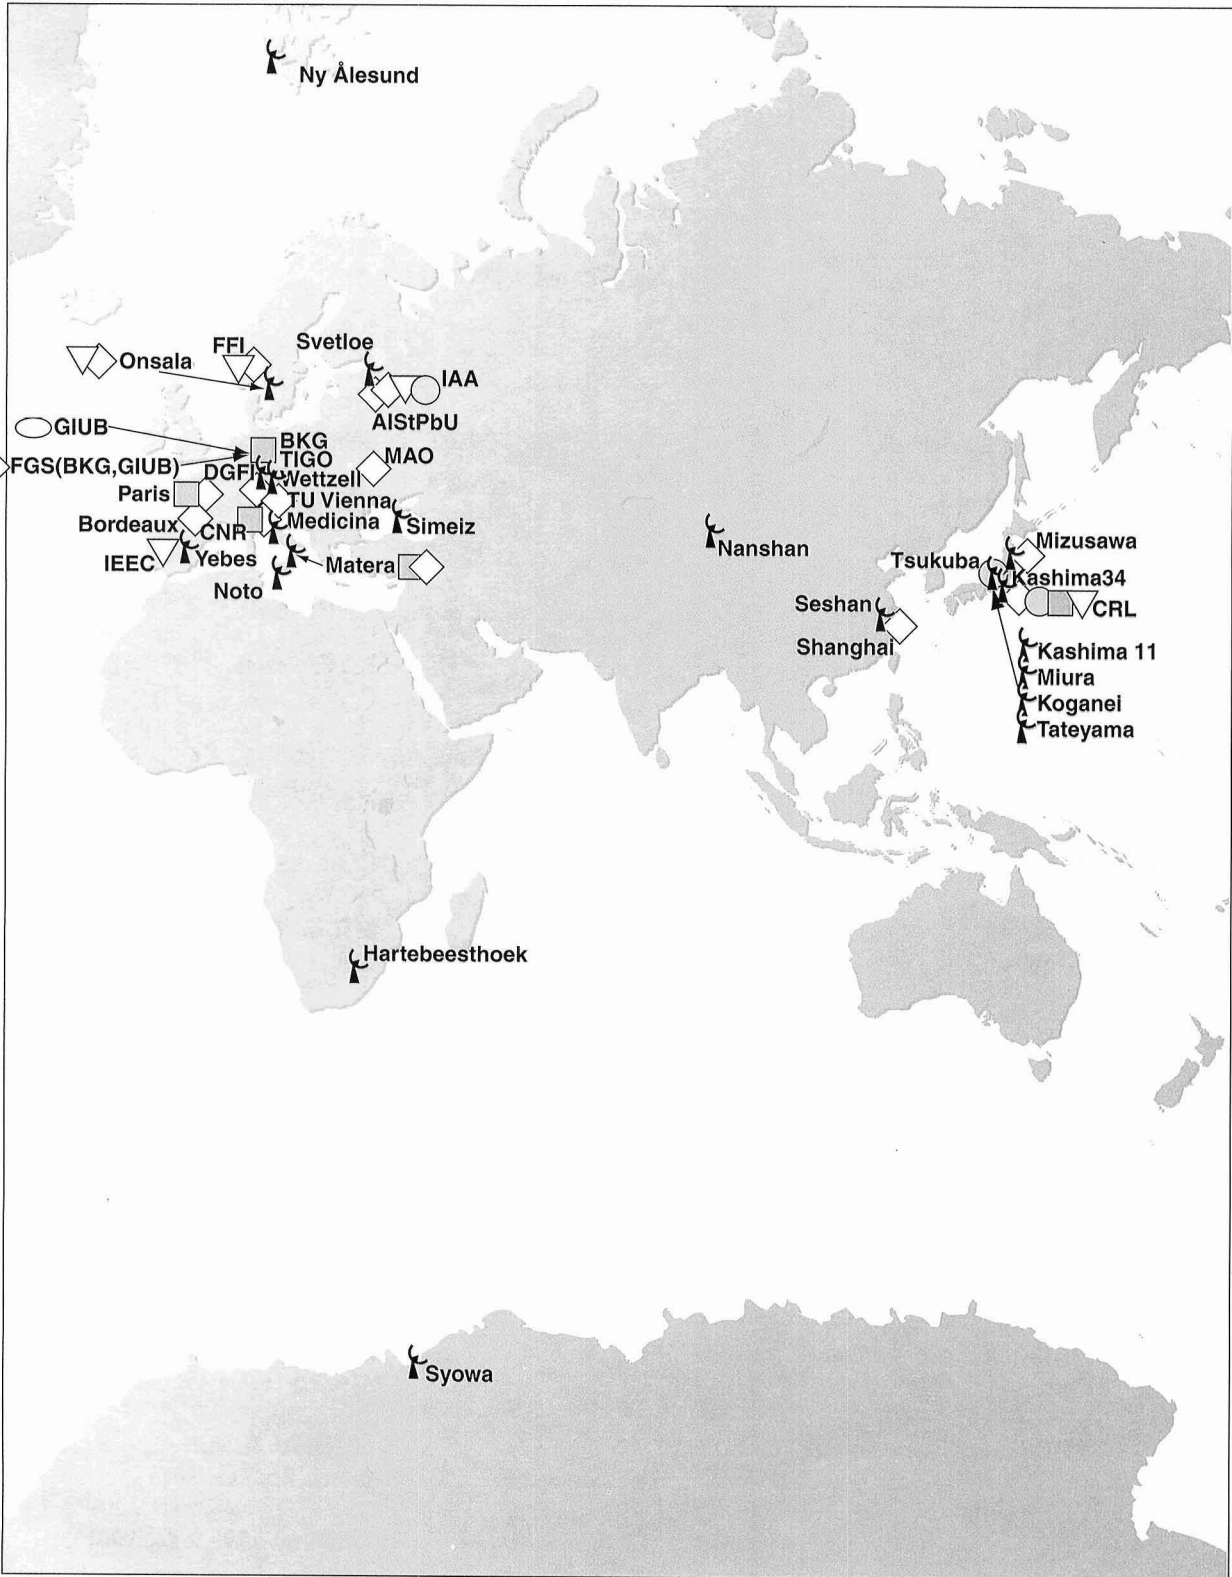 Ny Ålesund
Svetloe
FFI
Onsala
IAA
AIStPbU
GIUB
BKG
TIGO
MAO
FGS(BKG,GIUB)
DGFI
Wettzell
Paris
TU Vienna
Bordeaux
CNR
Medicina
Simeiz
IEEC
Yebes
Matera
Noto
Nanshan
Mizusawa
Tsukuba
Kashima34
Seshan
CRL
Shanghai
Kashima 11
Miura
Koganei
Tateyama
Hartebeesthoek
Syowa